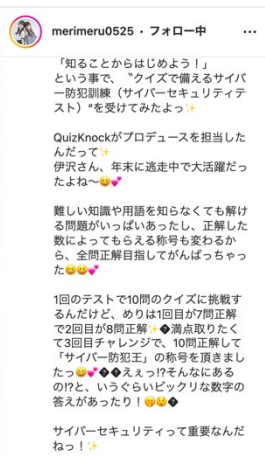 merimeru0525・フォロー中
「知ることからはじめよう！」
という事で、〝クイズで備えるサイバ
ー防犯訓練（サイバーセキュリティテ
スト）“を受けてみたよっ✨
QuizKnockがプロデュースを担当した
んだって✨
伊沢さん、年末に逃走中で大活躍だっ
たよね〜😄💕
難しい知識や用語を知らなくても解け
る問題がいっぱいあったし、正解した
数によってもらえる称号も変わるか
ら、全問正解目指してがんばっちゃっ
た😄😄💕
1回のテストで10問のクイズに挑戦す
るんだけど、めりは1回目が7問正解
で2回目が8問正解✨�満点取りたく
て3回目チャレンジで、10問正解して
「サイバー防犯王」の称号を頂きまし
たっ😄💕��えぇっ!?そんなにある
の!?と、いうぐらいビックリな数字の
答えがあったり！😲😲�
サイバーセキュリティって重要なんだ
ねっ！✨